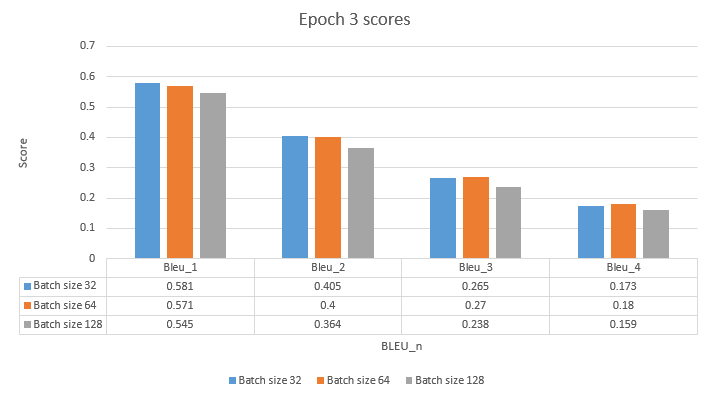 Epoch 3 scores
0.7
0.6
0.5
0.4
0.3
0.2
0.1
0
Score
Bleu_1 Bleu_2 Bleu_3 Bleu_4
Batch size 32 0.581 0.405 0.265 0.173
Batch size 64 0.571 0.4 0.27 0.18
Batch size 128 0.545 0.364 0.238 0.159
BLEU_n
Batch size 32 Batch size 64 Batch size 128